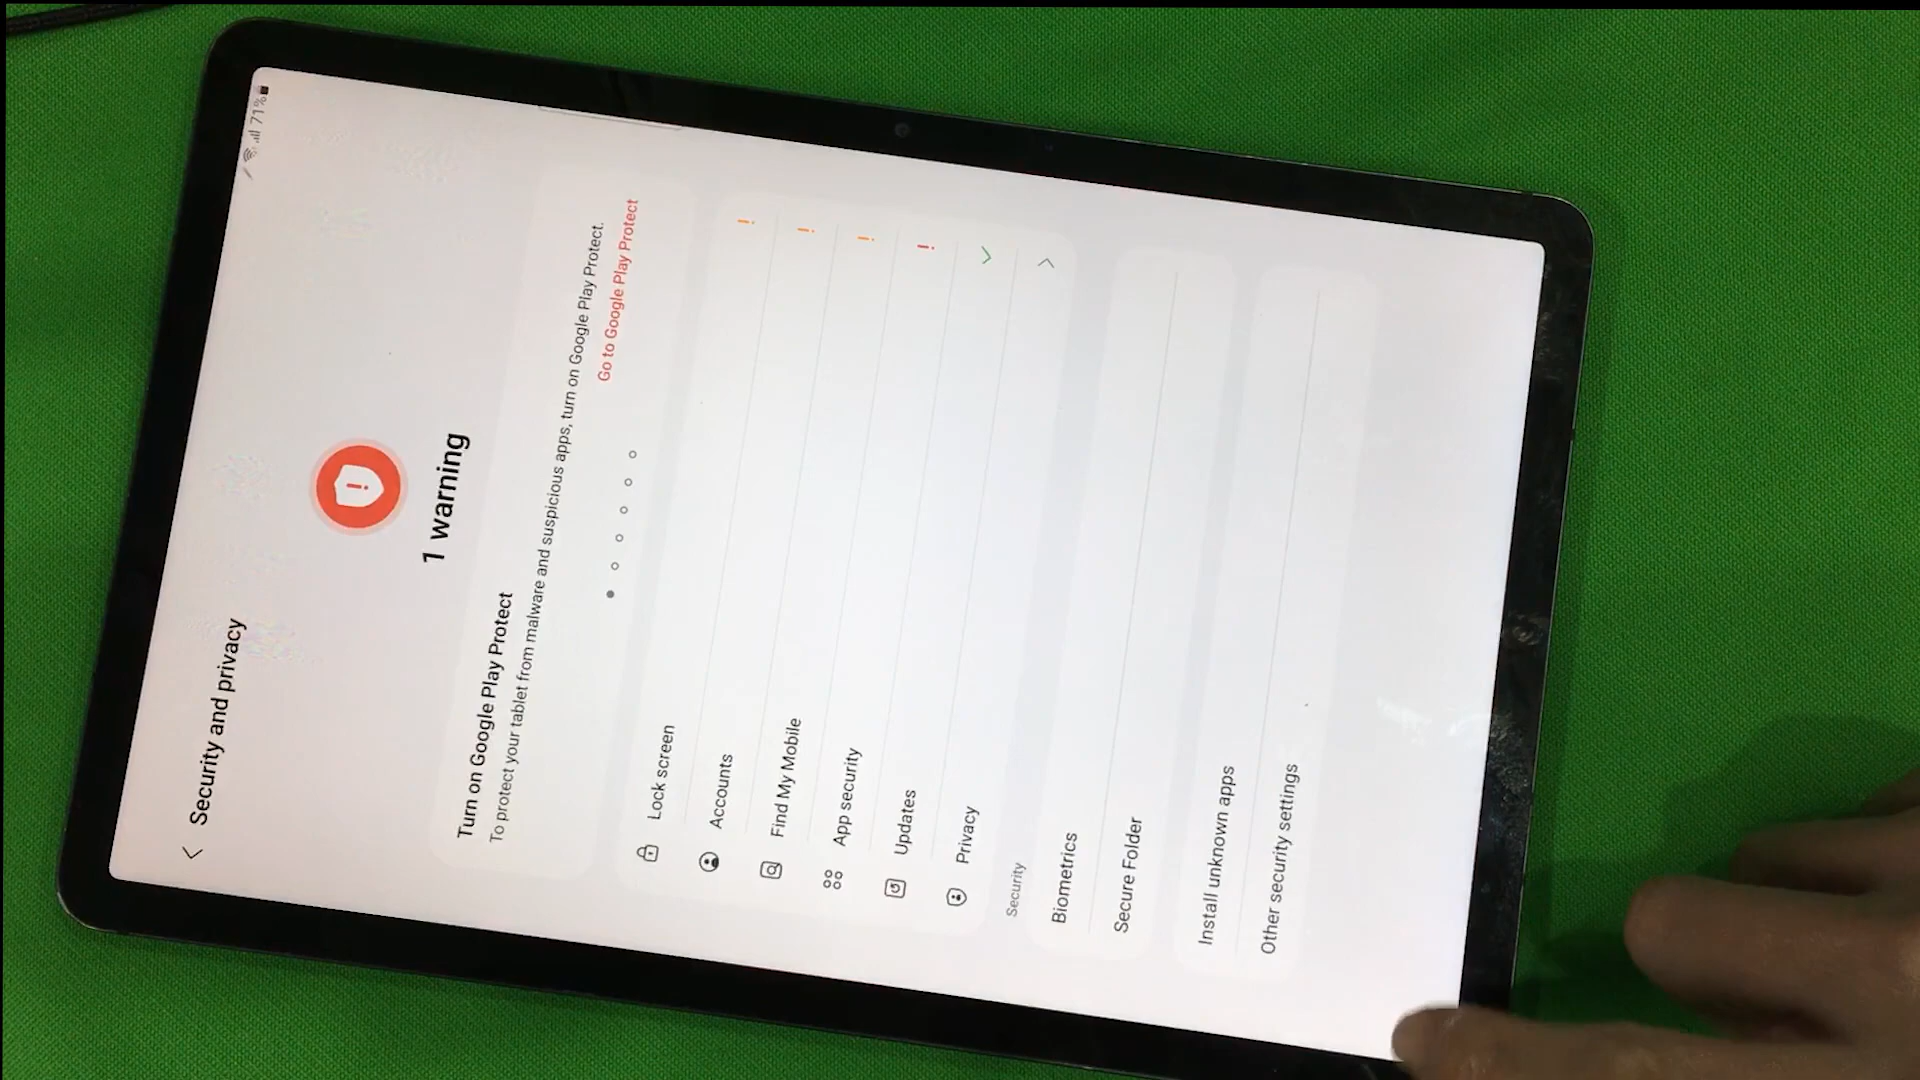 71%
Security and privacy
1 warning
Turn on Google Play Protect
To protect your tablet from malware and suspicious apps, turn on Google Play Protect.
Go to Google Play Protect
Lock screen
Accounts
Find My Mobile
App security
Updates
Privacy
Security
Biometrics
Secure Folder
Install unknown apps
Other security settings